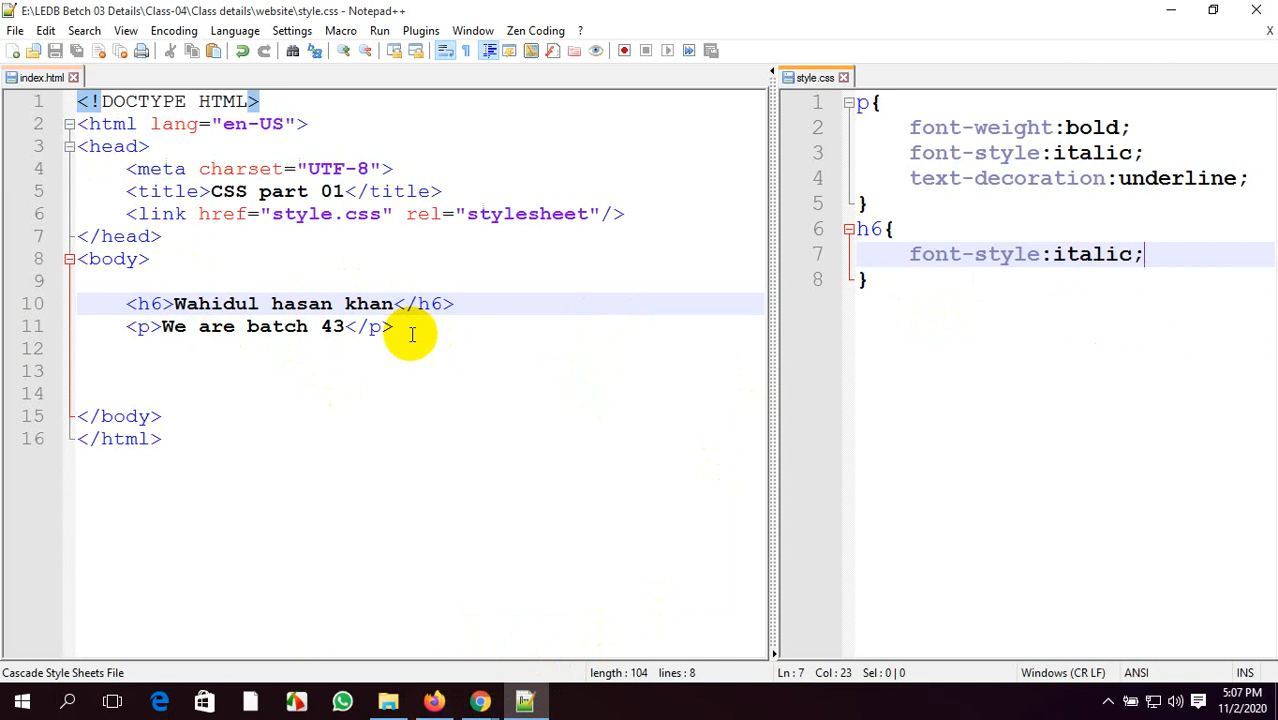 E:\LEDB Betch 03 Details\Class-04\Class details\website\style.css - Notepad++
File Edit Search View Encoding Language Settings Macro Run Plugins Window Zen Coding ? X
index.html
style.css
1 <!DOCTYPE HTML>
2 <html lang="en-US">
3 <head>
4 <meta charset="UTF-8">
5 <title>CSS part 01</title>
6 <link href="style.css" rel="stylesheet"/>
7 </head>
8 <body>
9
10 <h6>Wahidul hasan khan</h6>
11 <p>We are batch 43</p>
12
13
14
15 </body>
16 </html>
1 p{
2 font-weight:bold;
3 font-style:italic;
4 text-decoration:underline;
5 }
6 h6{
7 font-style:italic;
8 }
Cascade Style Sheets File length : 104 lines : 8 Ln : 7 Col : 23 Sel : 0 | 0 Windows (CR LF) ANSI INS
5:07 PM
11/2/2020